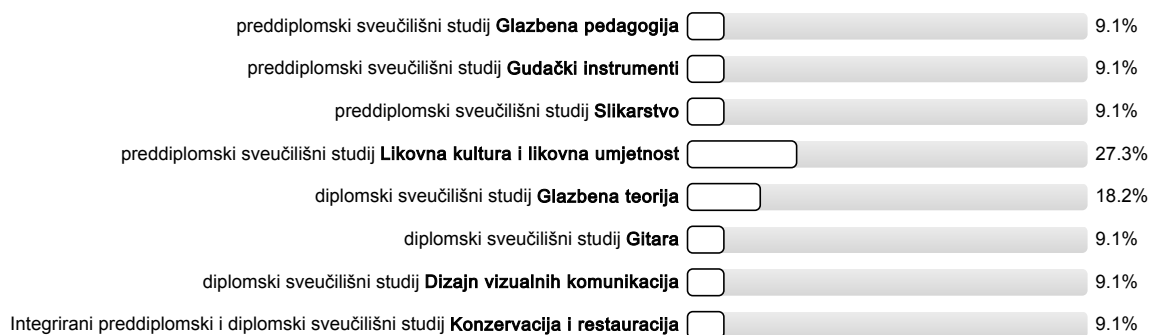 preddiplomski sveučilišni studij Glazbena pedagogija 9.1%
preddiplomski sveučilišni studij Gudački instrumenti 9.1%
preddiplomski sveučilišni studij Slikarstvo 9.1%
preddiplomski sveučilišni studij Likovna kultura i likovna umjetnost 27.3%
diplomski sveučilišni studij Glazbena teorija 18.2%
diplomski sveučilišni studij Gitara 9.1%
diplomski sveučilišni studij Dizajn vizualnih komunikacija 9.1%
Integrirani preddiplomski i diplomski sveučilišni studij Konzervacija i restauracija 9.1%